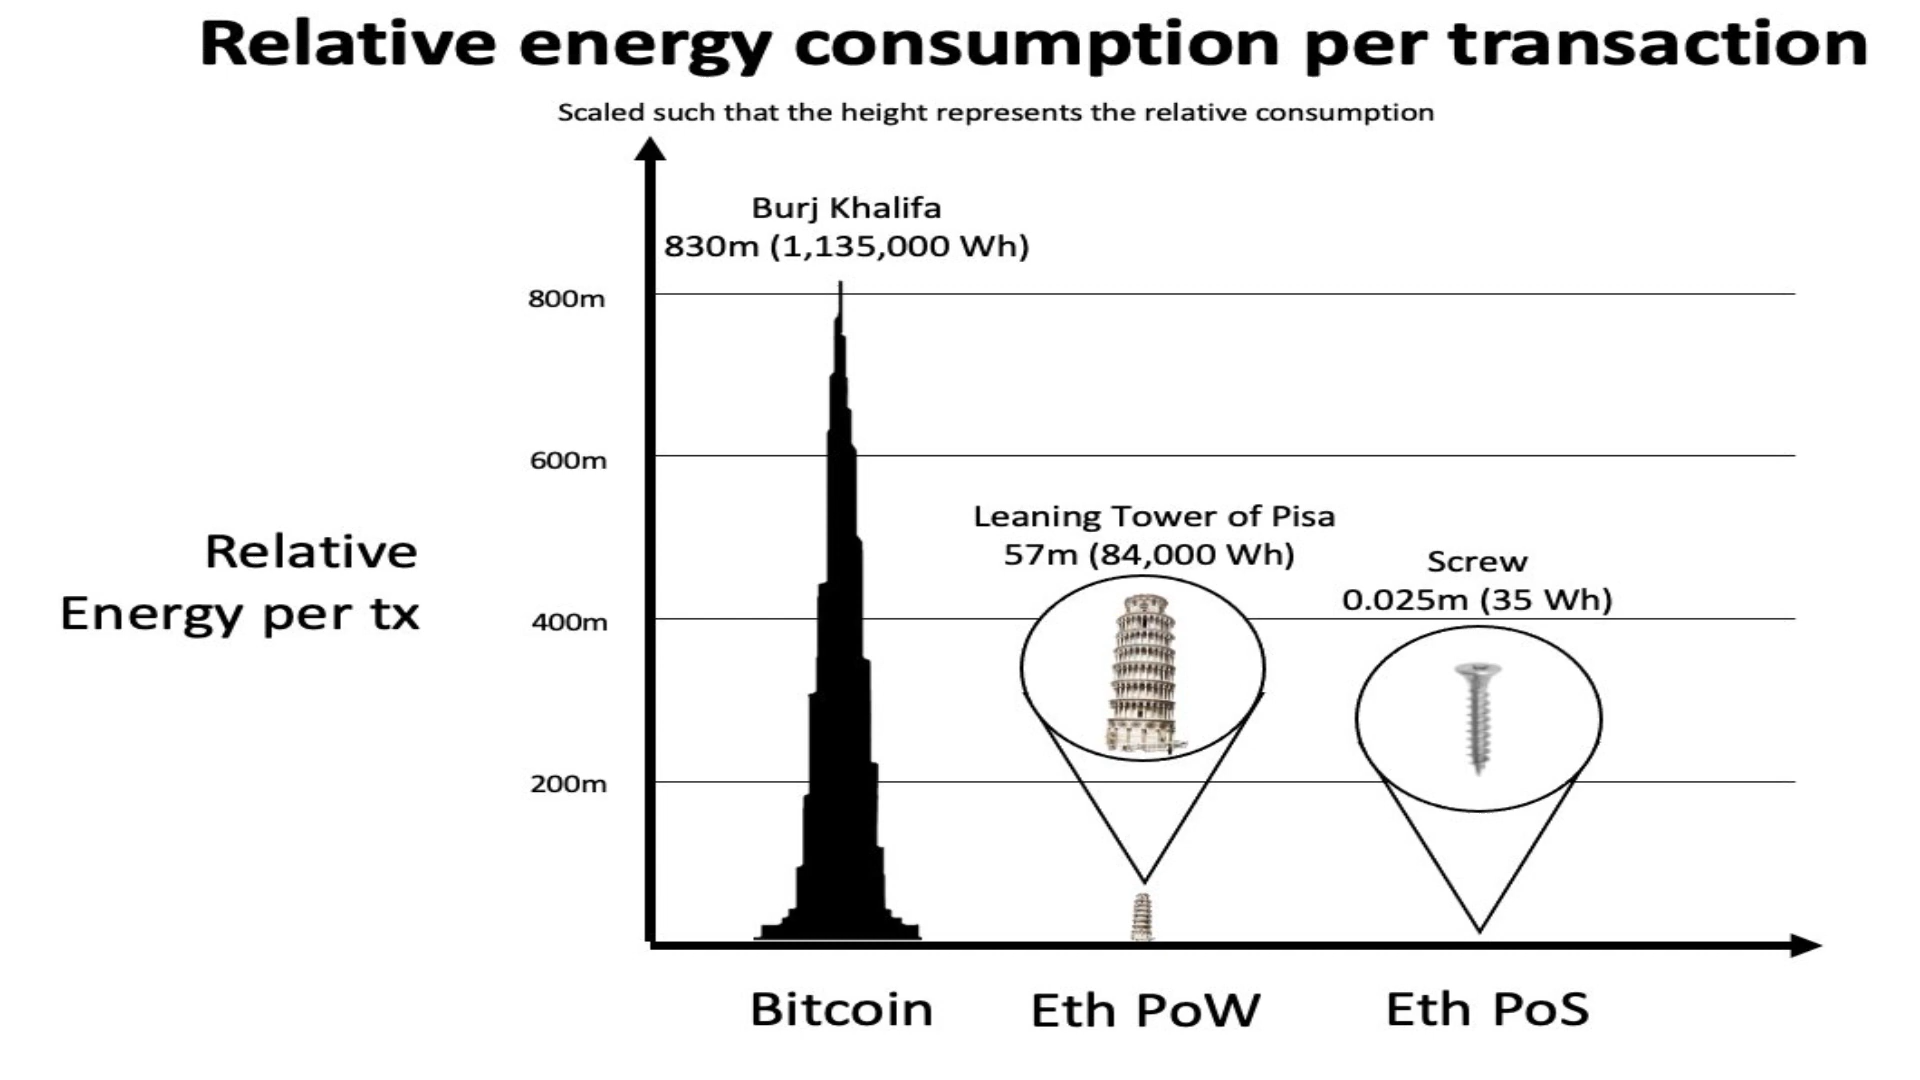 Relative energy consumption per transaction
Scaled such that the height represents the relative consumption
Burj Khalifa
830m (1,135,000 Wh)
800m
600m
Leaning Tower of Pisa
57m (84,000 Wh)
Screw
0.025m (35 Wh)
Relative
Energy per tx
400m
200m
Bitcoin
Eth PoW
Eth PoS